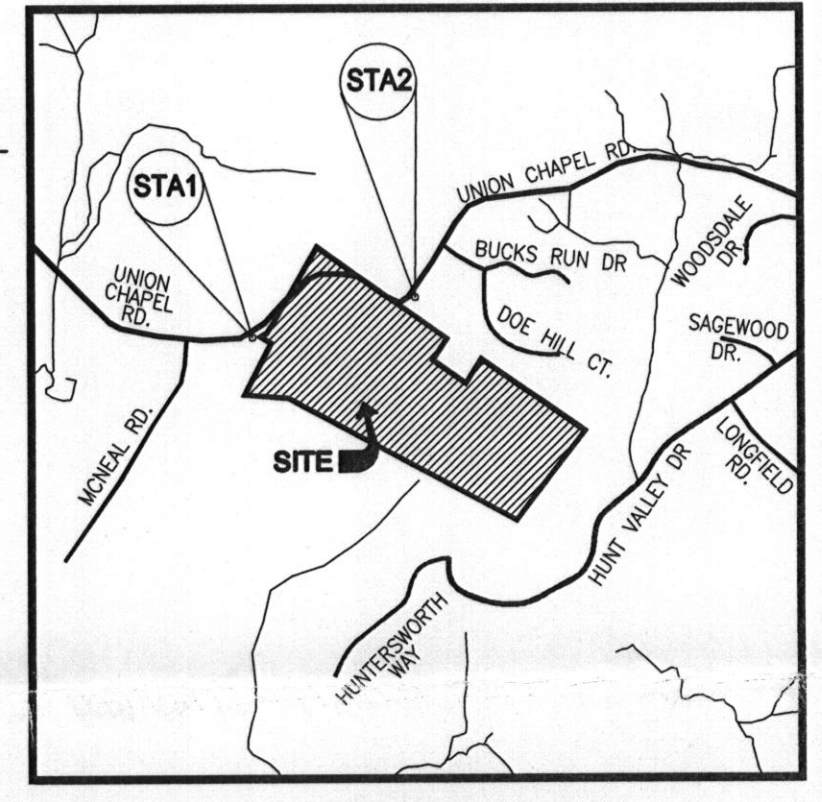 STA2
STA1
UNION CHAPEL RD.
WOODSDALE
DR.
BUCKS RUN DR
UNION
CHAPEL
RD.
DOE HILL CT.
SAGEWOOD
DR.
MCNEAL RD.
SITE
LONGFIELD
RD.
HUNT VALLEY DR
HUNTERSWORTH
WAY